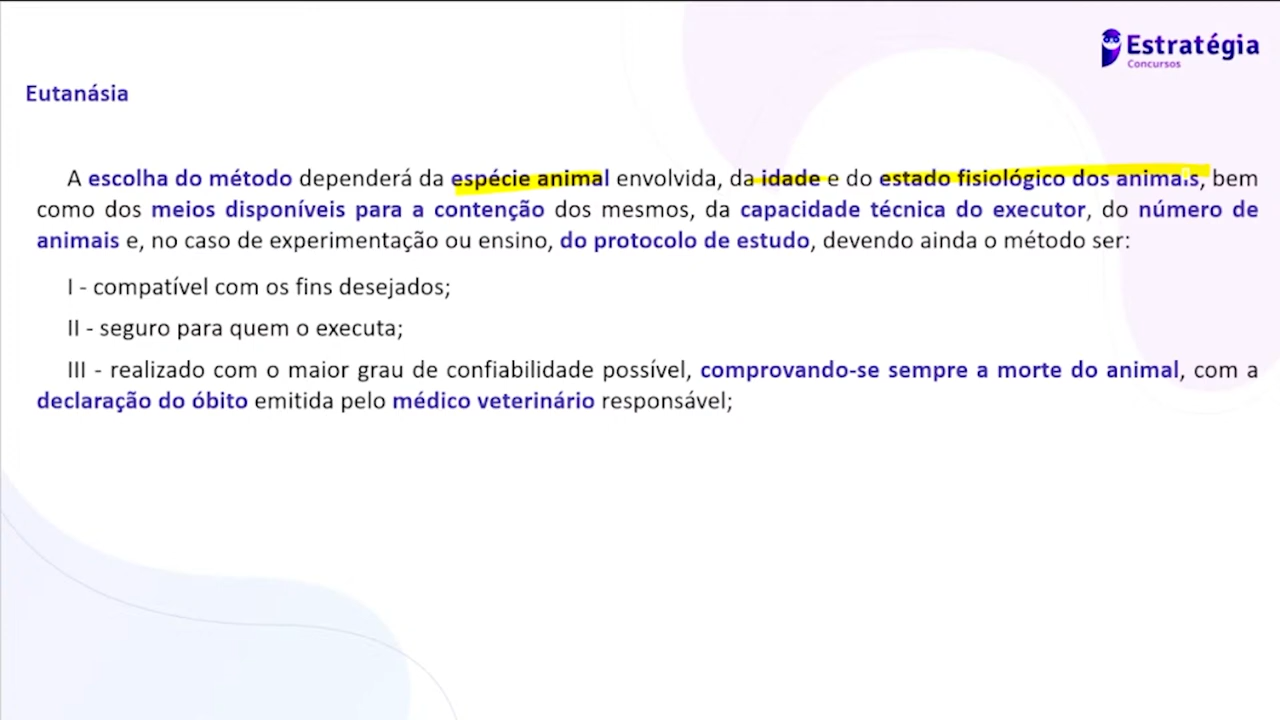 Estratégia
Concursos
Eutanásia
A escolha do método dependerá da espécie animal envolvida, da idade e do estado fisiológico dos animais, bem
como dos meios disponíveis para a contenção dos mesmos, da capacidade técnica do executor, do número de
animais e, no caso de experimentação ou ensino, do protocolo de estudo, devendo ainda o método ser:
I - compatível com os fins desejados;
II - seguro para quem o executa;
III - realizado com o maior grau de confiabilidade possível, comprovando-se sempre a morte do animal, com a
declaração do óbito emitida pelo médico veterinário responsável;